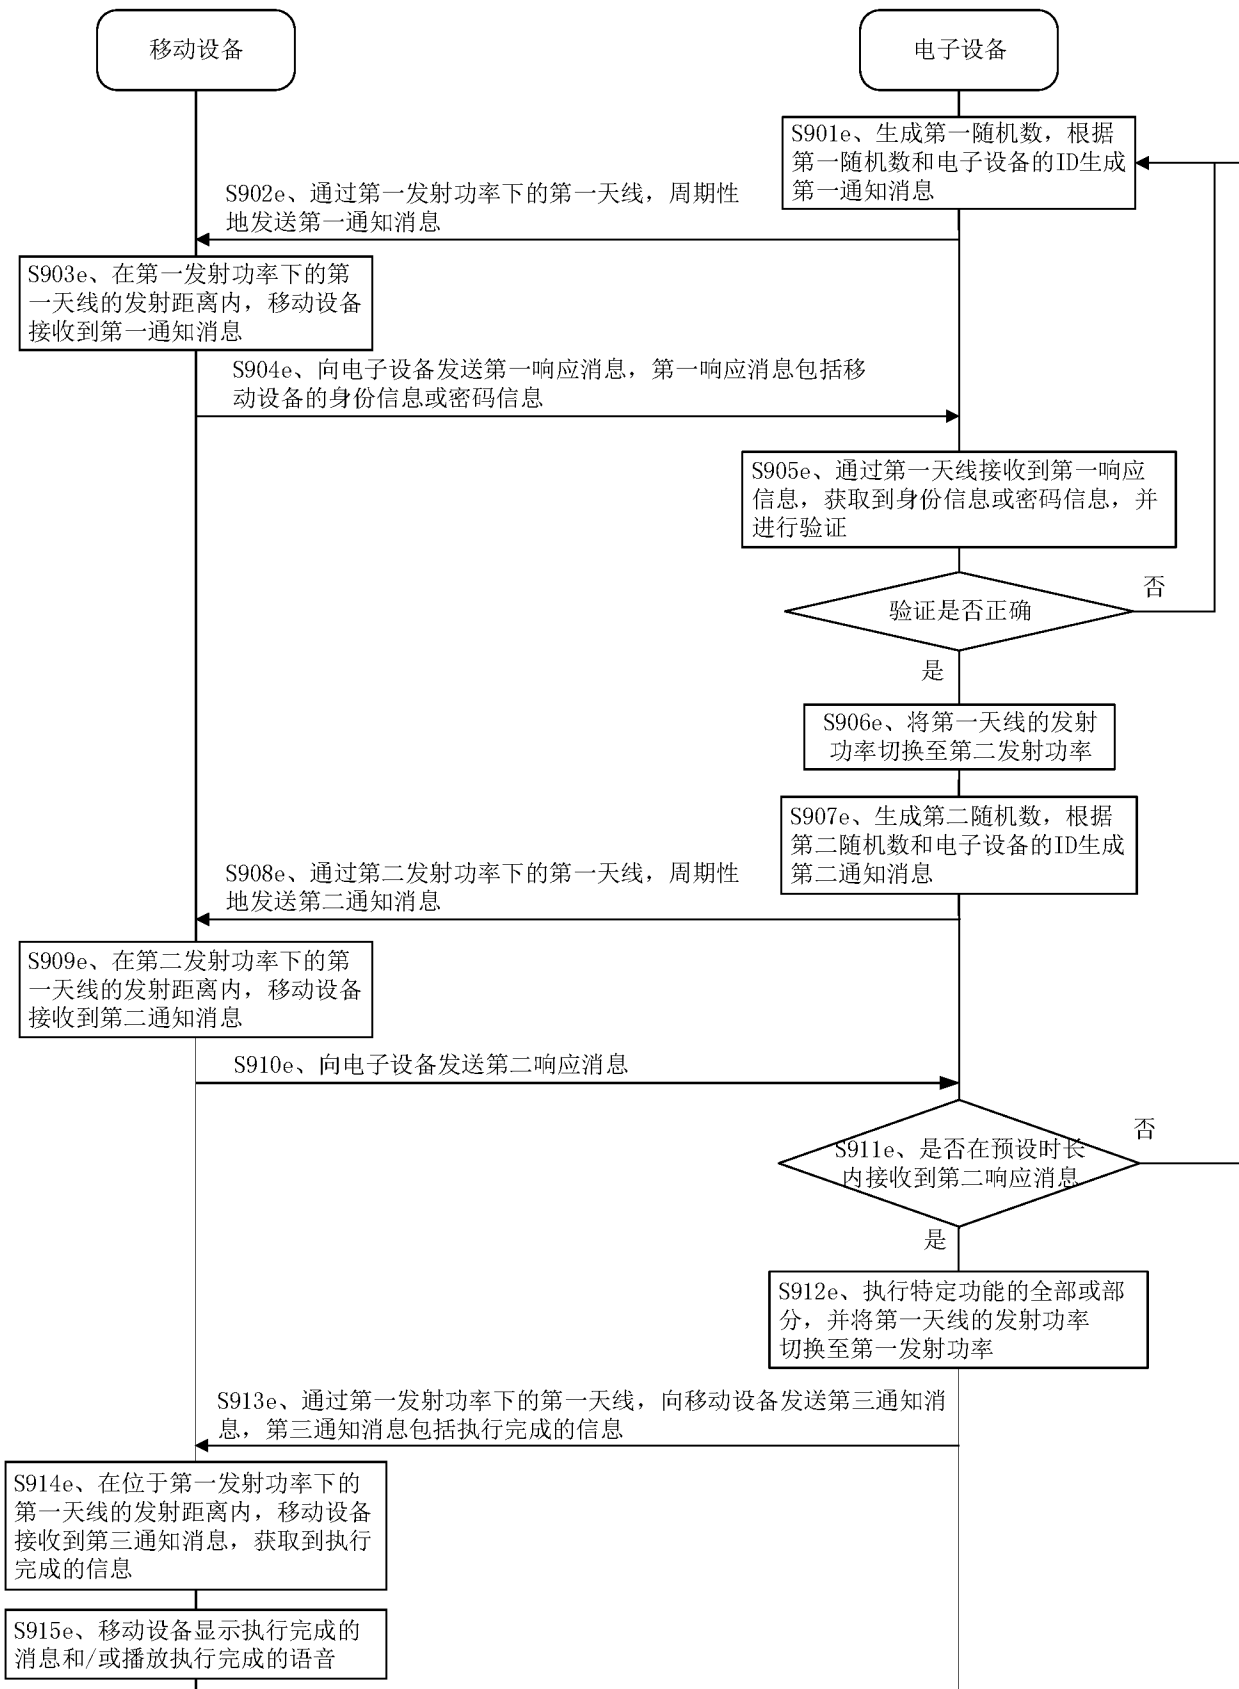 移动设备
电子设备
S901e、生成第一随机数，根据
第一随机数和电子设备的ID生成
第一通知消息
S902e、通过第一发射功率下的第一天线，周期性
地发送第一通知消息
S903e、在第一发射功率下的第
一天线的发射距离内，移动设备
接收到第一通知消息
S904e、向电子设备发送第一响应消息，第一响应消息包括移
动设备的身份信息或密码信息
S905e、通过第一天线接收到第一响应
信息，获取到身份信息或密码信息，并
进行验证
否
验证是否正确
是
S906e、将第一天线的发射
功率切换至第二发射功率
S907e、生成第二随机数，根据
第二随机数和电子设备的ID生成
第二通知消息
S908e、通过第二发射功率下的第一天线，周期性
地发送第二通知消息
S909e、在第二发射功率下的第
一天线的发射距离内，移动设备
接收到第二通知消息
S910e、向电子设备发送第二响应消息
否
S911e、是否在预设时长
内接收到第二响应消息
是
S912e、执行特定功能的全部或部
分，并将第一天线的发射功率
切换至第一发射功率
S913e、通过第一发射功率下的第一天线，向移动设备发送第三通知消
息，第三通知消息包括执行完成的信息
S914e、在位于第一发射功率下的
第一天线的发射距离内，移动设备
接收到第三通知消息，获取到执行
完成的信息
S915e、移动设备显示执行完成的
消息和/或播放执行完成的语音